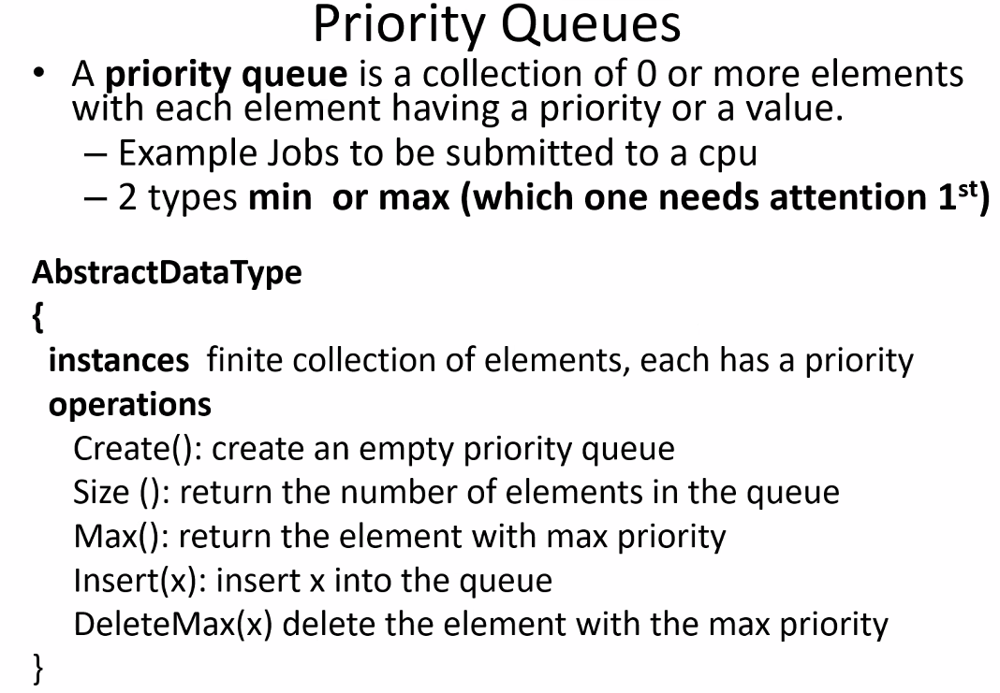 Priority Queues
• A priority queue is a collection of 0 or more elements
with each element having a priority or a value.
– Example Jobs to be submitted to a cpu
– 2 types min  or max (which one needs attention 1st)
AbstractDataType
{
instances  finite collection of elements, each has a priority
operations
Create(): create an empty priority queue
Size (): return the number of elements in the queue
Max(): return the element with max priority
Insert(x): insert x into the queue
DeleteMax(x) delete the element with the max priority
}